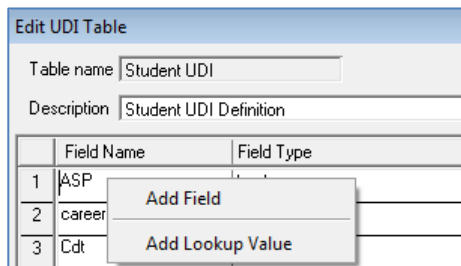 Edit UDI Table
Table name Student UDI
Description Student UDI Definition
Field Name Field Type
1 ASP
Add Field
2 career
3 Cdt
Add Lookup Value